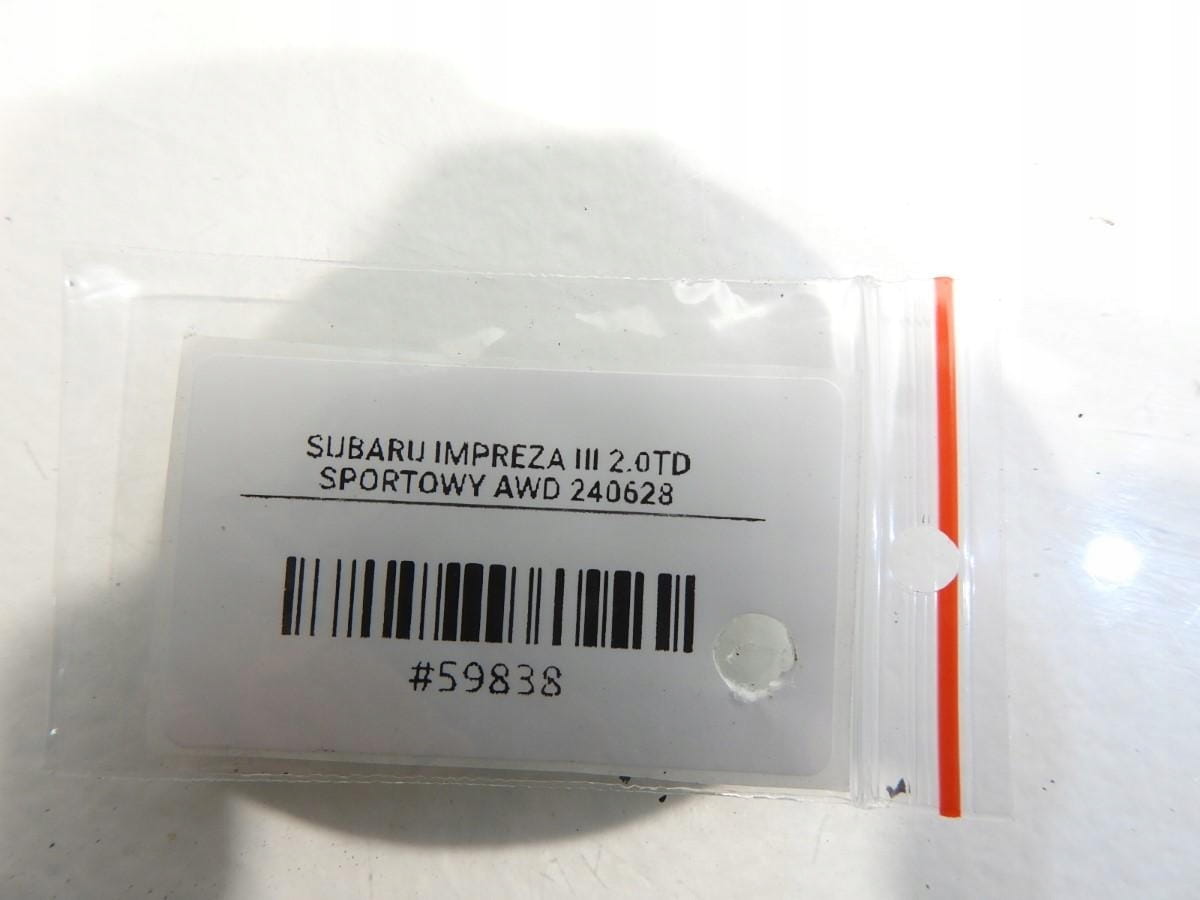 SUBARU IMPREZA III 2.0TD
SPORTOWY AWD 240628
#59838